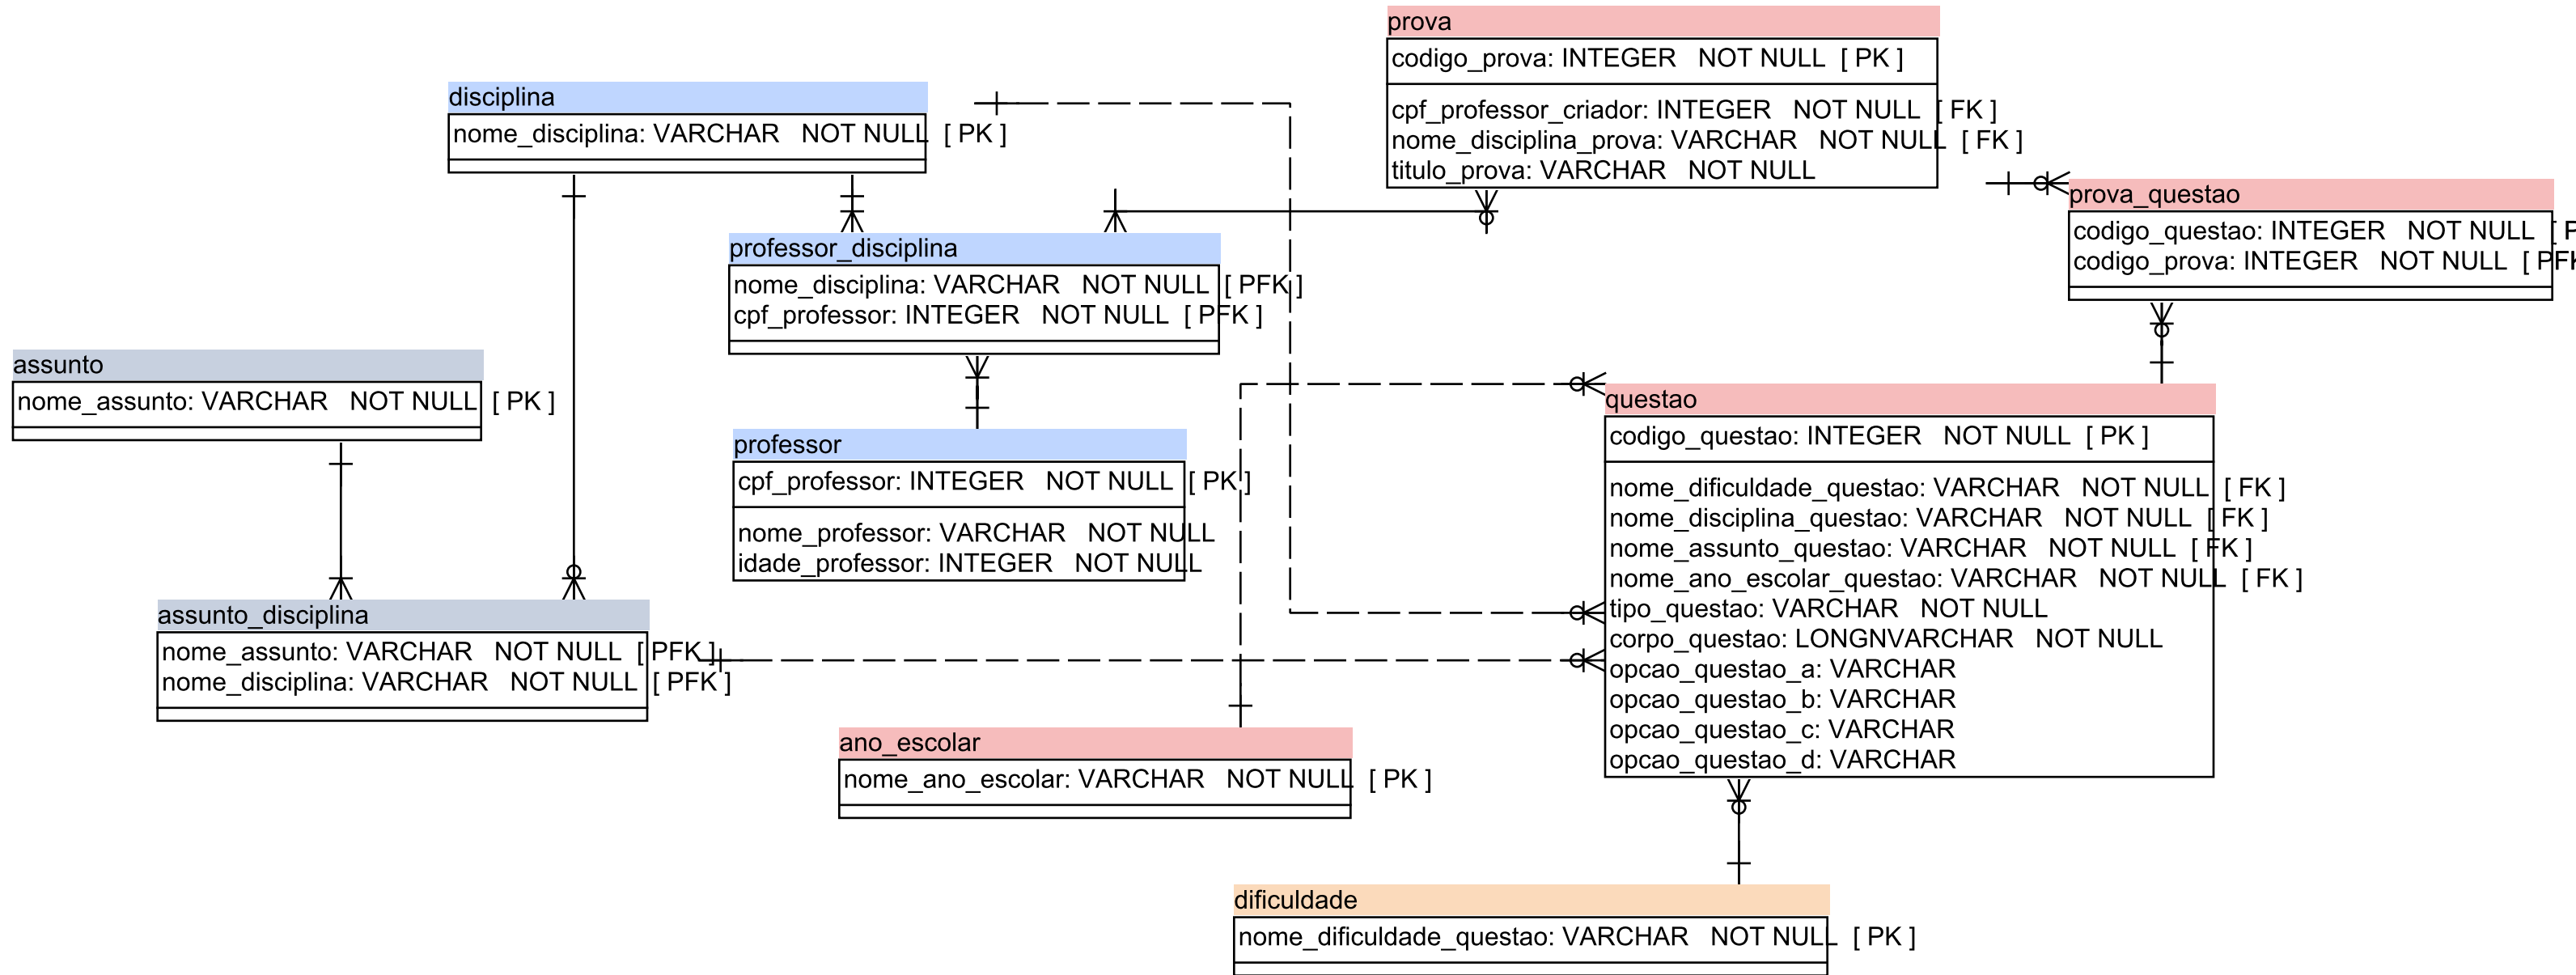 prova
codigo_prova: INTEGER NOT NULL [ PK ]
cpf_professor_criador: INTEGER NOT NULL [ FK ]
nome_disciplina_prova: VARCHAR NOT NULL [ FK ]
titulo_prova: VARCHAR NOT NULL
disciplina
nome_disciplina: VARCHAR NOT NULL [ PK ]
prova_questao
codigo_questao: INTEGER NOT NULL [ P
codigo_prova: INTEGER NOT NULL [ PFK
professor_disciplina
nome_disciplina: VARCHAR NOT NULL [ PFK ]
cpf_professor: INTEGER NOT NULL [ PFK ]
assunto
nome_assunto: VARCHAR NOT NULL [ PK ]
professor
cpf_professor: INTEGER NOT NULL [ PK ]
nome_professor: VARCHAR NOT NULL
idade_professor: INTEGER NOT NULL
questao
codigo_questao: INTEGER NOT NULL [ PK ]
nome_dificuldade_questao: VARCHAR NOT NULL [ FK ]
nome_disciplina_questao: VARCHAR NOT NULL [ FK ]
nome_assunto_questao: VARCHAR NOT NULL [ FK ]
nome_ano_escolar_questao: VARCHAR NOT NULL [ FK ]
tipo_questao: VARCHAR NOT NULL
corpo_questao: LONGNVARCHAR NOT NULL
opcao_questao_a: VARCHAR
opcao_questao_b: VARCHAR
opcao_questao_c: VARCHAR
opcao_questao_d: VARCHAR
assunto_disciplina
nome_assunto: VARCHAR NOT NULL [ PFK ]
nome_disciplina: VARCHAR NOT NULL [ PFK ]
ano_escolar
nome_ano_escolar: VARCHAR NOT NULL [ PK ]
dificuldade
nome_dificuldade_questao: VARCHAR NOT NULL [ PK ]